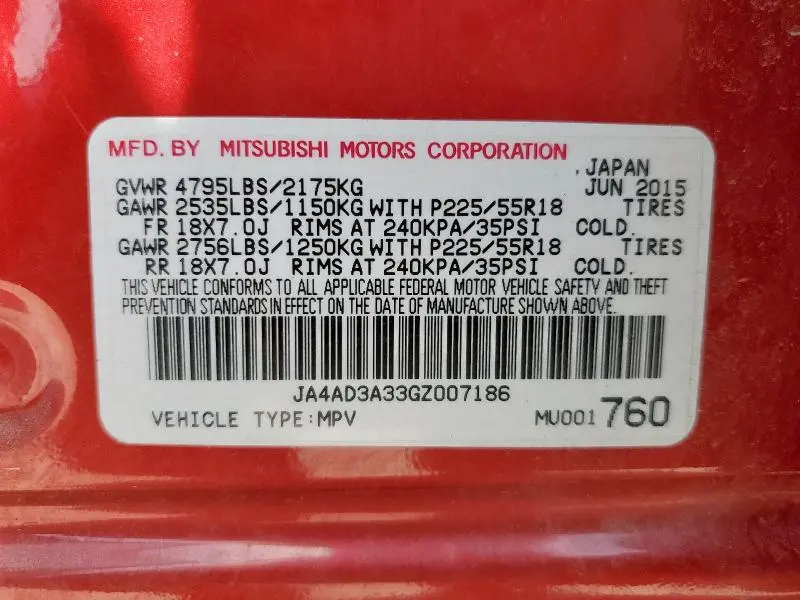 MFD. BY MITSUBISHI MOTORS CORPORATION
, JAPAN
GVWR 4795LBS/2175KG JUN 2015
GAWR 2535LBS/1150KG WITH P225/55R18 TIRES
FR 18X7.0J RIMS AT 240KPA/35PSI COLD.
GAWR 2756LBS/1250KG WITH P225/55R18 TIRES
RR 18X7.0J RIMS AT 240KPA/35PSI COLD.
THIS VEHICLE CONFORMS TO ALL APPLICABLE FEDERAL MOTOR VEHICLE SAFETY AND THEFT
PREVENTION STANDARDS IN EFFECT ON THE DATE OF MANUFACTURE SHOWN ABOVE.
JA4AD3A33GZ007186
VEHICLE TYPE:MPV MU001 760